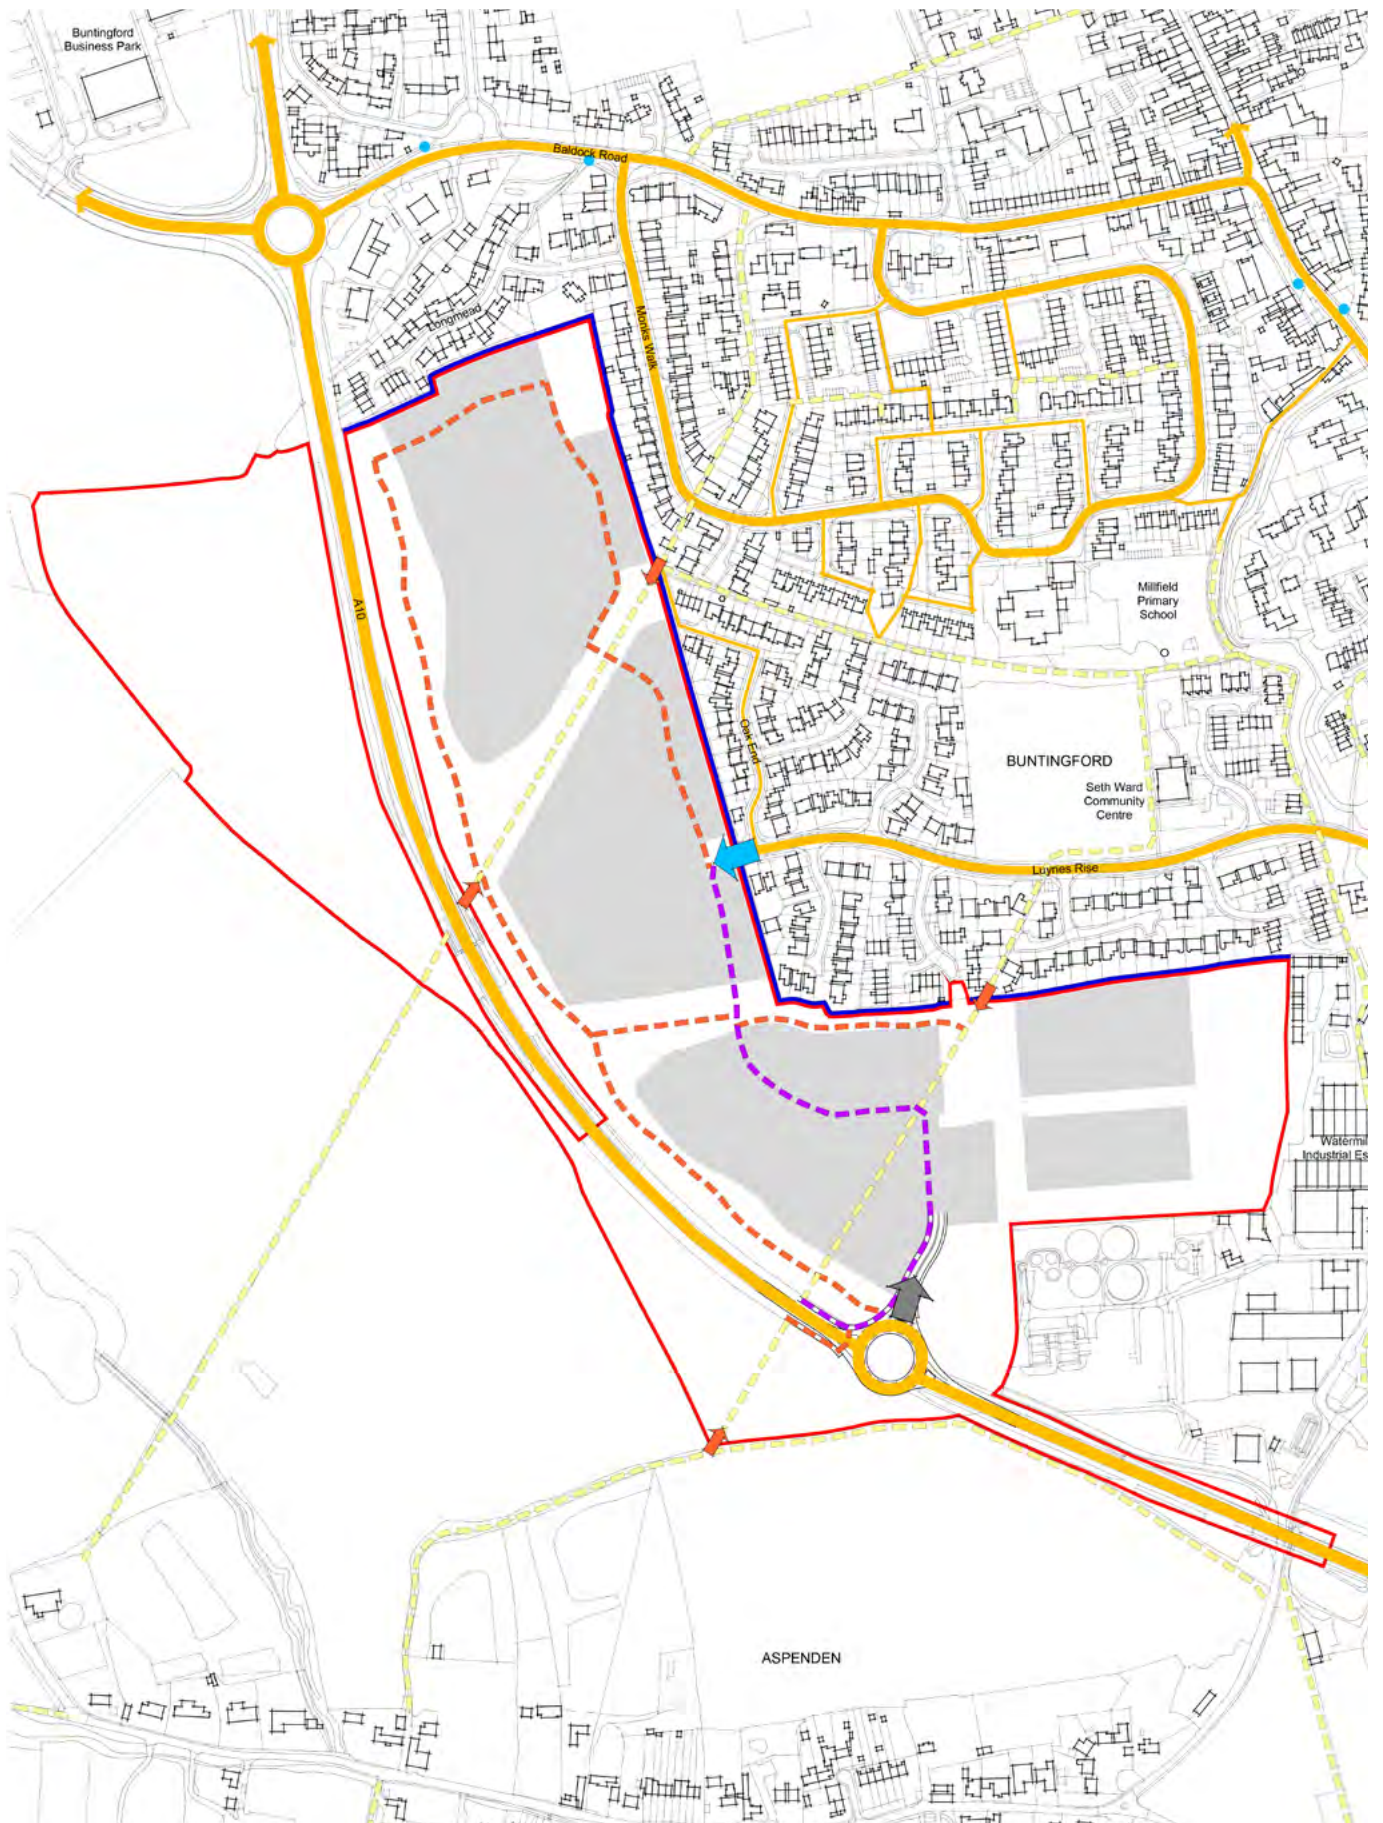 Buntingford
Business Park
Baldock Road
Longmead
Monks Walk
A10
Millfield
Primary
School
Oak End
BUNTINGFORD
Seth Ward
Community
Centre
Luynes Rise
Watermil
Industrial Es
ASPENDEN